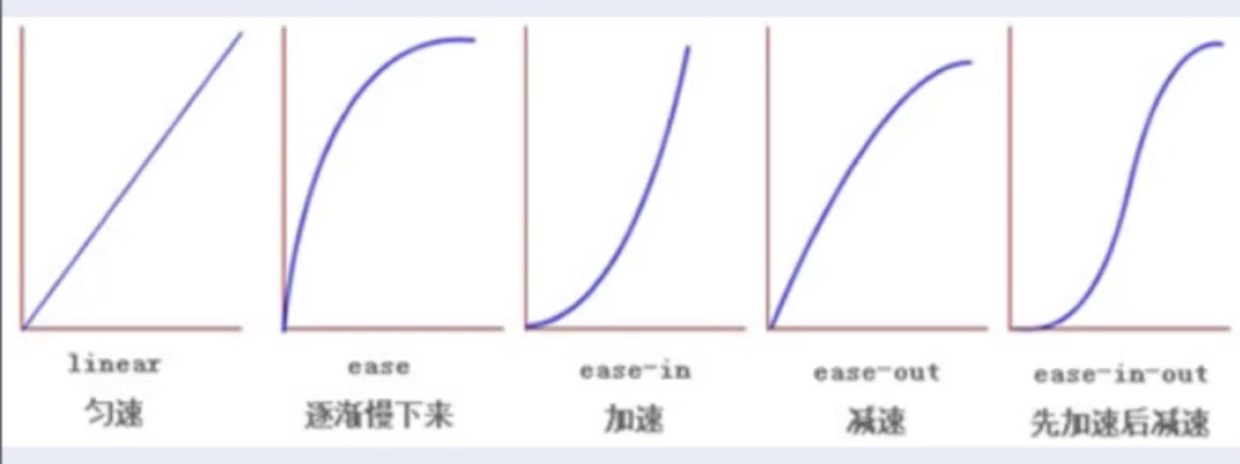 linear
ease
ease-in
ease-out
ease-in-out
匀速
逐渐慢下来
加速
减速
先加速后减速